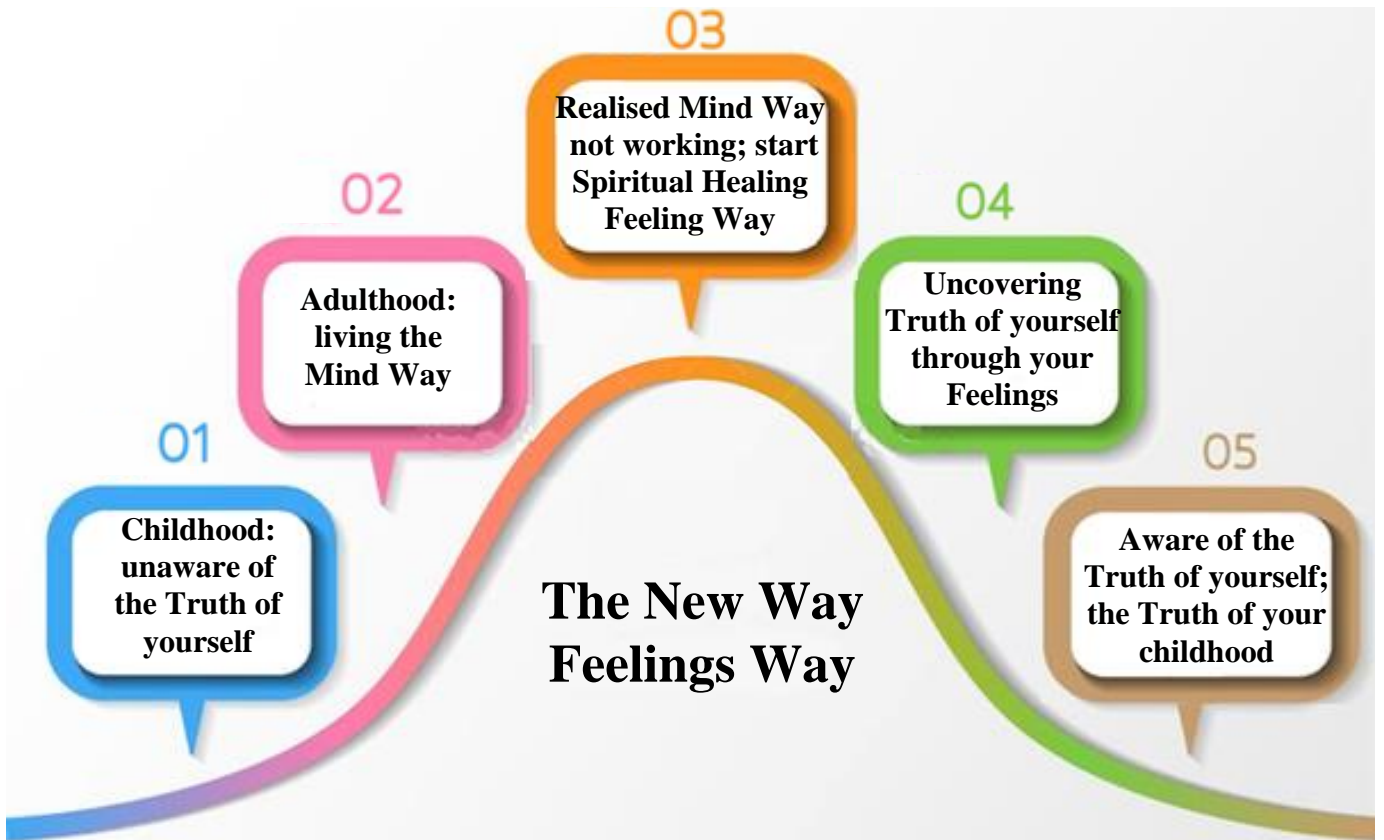 01
Childhood:
unaware of
the Truth of
yourself
02
Adulthood:
living the
Mind Way
03
Realised Mind Way
not working; start
Spiritual Healing
Feeling Way
04
Uncovering
Truth of yourself
through your
Feelings
05
Aware of the
Truth of yourself;
the Truth of your
childhood
The New Way
Feelings Way